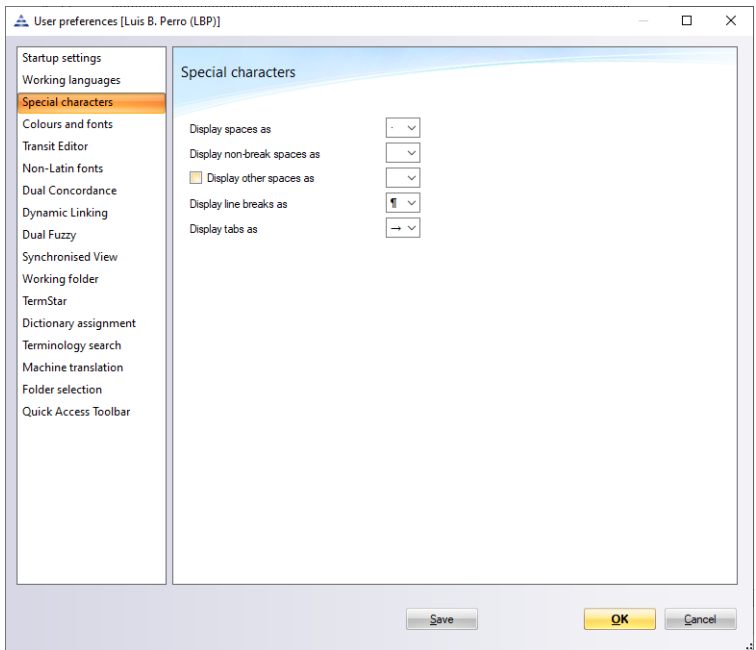 User preferences [Luis B. Perro (LBP)]
Startup settings
Working languages
Special characters
Colours and fonts
Transit Editor
Non-Latin fonts
Dual Concordance
Dynamic Linking
Dual Fuzzy
Synchronised View
Working folder
TermStar
Dictionary assignment
Terminology search
Machine translation
Folder selection
Quick Access Toolbar
Special characters
Display spaces as ·
Display non-break spaces as
Display other spaces as
Display line breaks as ¶
Display tabs as →
Save
OK
Cancel